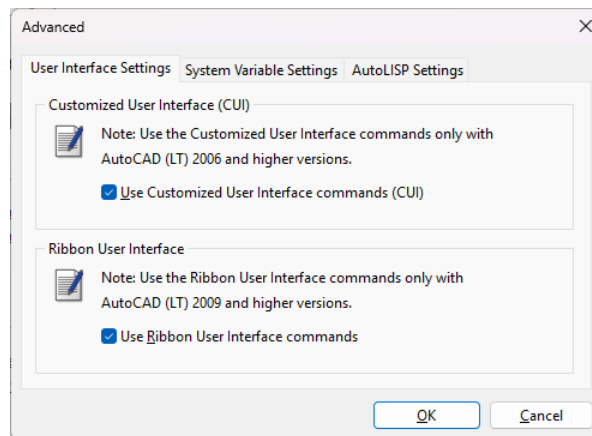 Advanced
User Interface Settings System Variable Settings AutoLISP Settings
Customized User Interface (CUI)
Note: Use the Customized User Interface commands only with
AutoCAD (LT) 2006 and higher versions.
Use Customized User Interface commands (CUI)
Ribbon User Interface
Note: Use the Ribbon User Interface commands only with
AutoCAD (LT) 2009 and higher versions.
Use Ribbon User Interface commands
OK Cancel